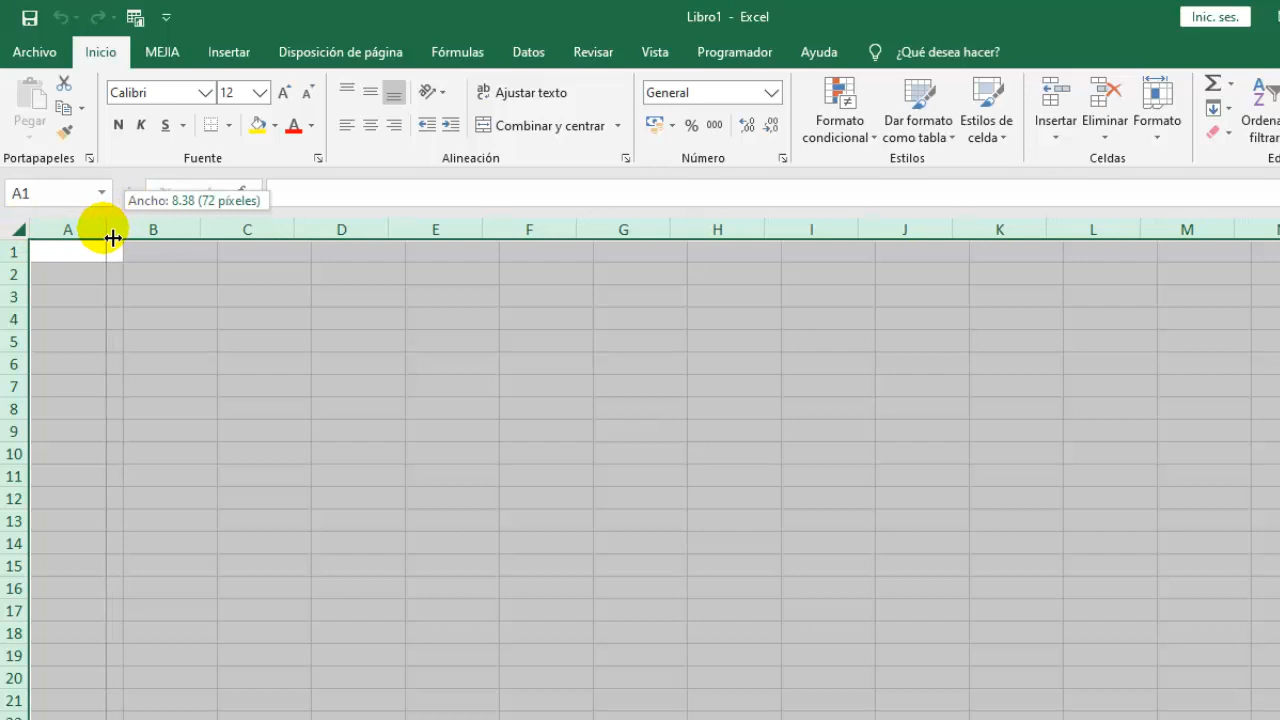 Libro1 - Excel
Inic. ses.
Archivo Inicio MEJIA Insertar Disposición de página Fórmulas Datos Revisar Vista Programador Ayuda ¿Qué desea hacer?
Pegar
Calibri 12
N K S
A A A
ab Ajustar texto
Combinar y centrar
General
% 000
Formato condicional
Dar formato como tabla
Estilos de celda
Insertar Eliminar Formato
Portapapeles Fuente Alineación Número Estilos Celdas
A1
Ancho: 8.38 (72 píxeles)
A B C D E F G H I J K L M
1
2
3
4
5
6
7
8
9
10
11
12
13
14
15
16
17
18
19
20
21